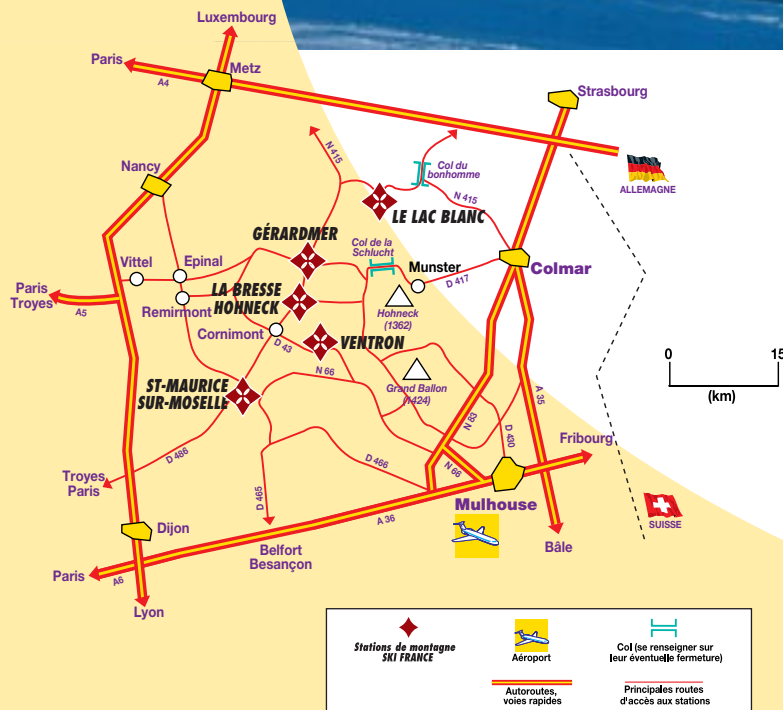 Luxembourg
Paris
A4
Metz
Strasbourg
N 415
Col du
bonhomme
ALLEMAGNE
Nancy
N 415
LE LAC BLANC
GÉRARDMER
Col de la
Schlucht
Vittel
Epinal
Munster
Colmar
D 417
Paris
Troyes
A5
LA BRESSE
HOHNECK
Remirmont
Hohneck
(1362)
Cornimont
D 43
VENTRON
0
15
(km)
N 66
ST-MAURICE
SUR-MOSELLE
Grand Ballon
(1424)
A 35
N 83
D 430
Fribourg
D 486
D 466
N 66
Troyes
Paris
D 465
Mulhouse
A 36
SUISSE
Dijon
Belfort
Besançon
Bâle
Paris
A6
Lyon
Stations de montagne
SKI FRANCE
Aéroport
Col (se renseigner sur
leur éventuelle fermeture)
Autoroutes,
voies rapides
Principales routes
d'accès aux stations